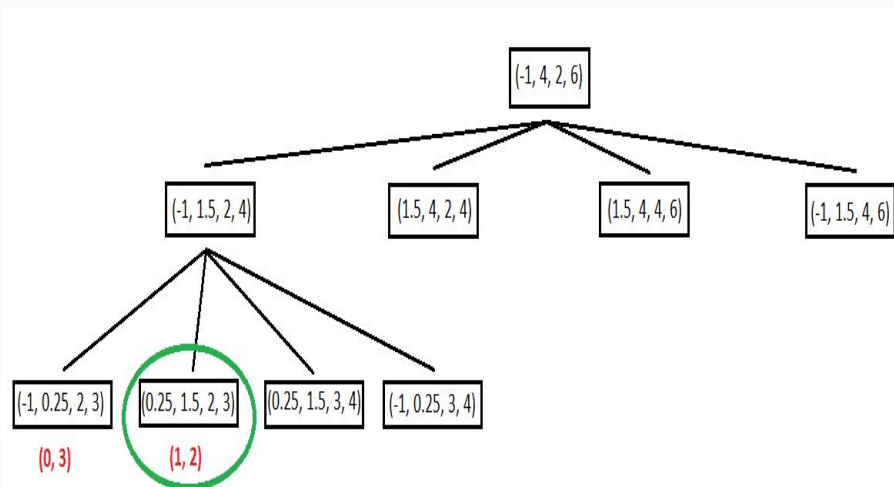 (-1, 4, 2, 6)
(-1, 1.5, 2, 4)
(1.5, 4, 2, 4)
(1.5, 4, 4, 6)
(-1, 1.5, 4, 6)
(-1, 0.25, 2, 3)
(0.25, 1.5, 2, 3)
(0.25, 1.5, 3, 4)
(-1, 0.25, 3, 4)
(0, 3)
(1, 2)